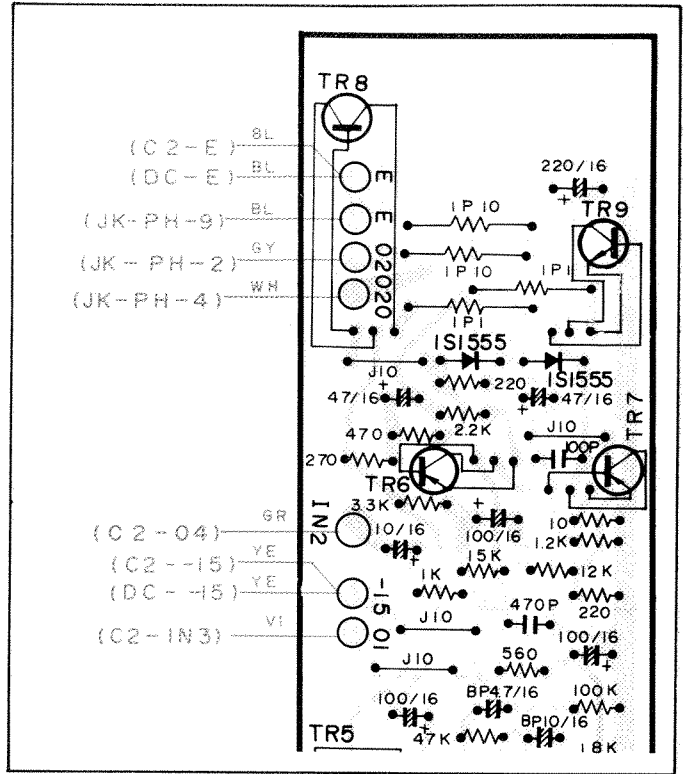 TR8
BL
(C2-E)
BL
(DC-E)
E
220/16
+
BL
(JK-PH-9)
E
1P10
TR9
GY
(JK-PH-2)
02
1P10
1P1
WH
(JK-PH-4)
020
1P1
1S1555
J10
220
1S1555
+
47/16
+
47/16
TR7
2.2K
J10
470
100P
270
TR6
3.3K
IN2
GR
(C2-04)
10/16
+
+
100/16
10
1.2K
YE
(C2--15)
15K
YE
(DC--15)
-15
1K
12K
470P
220
VI
(C2-IN3)
01
J10
100/16
+
J10
560
100/16
+
BP4.7/16
100K
TR5
47K
BP10/16
18K